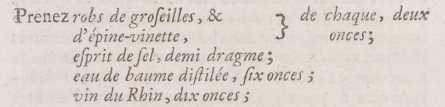 Prenez robs de groſeilles, & } de chaque, deux
d'épine-vinette, onces;
eſprit de ſel, demi dragme;
eau de baume diſtilée, ſix onces;
vin du Rhin, dix onces;